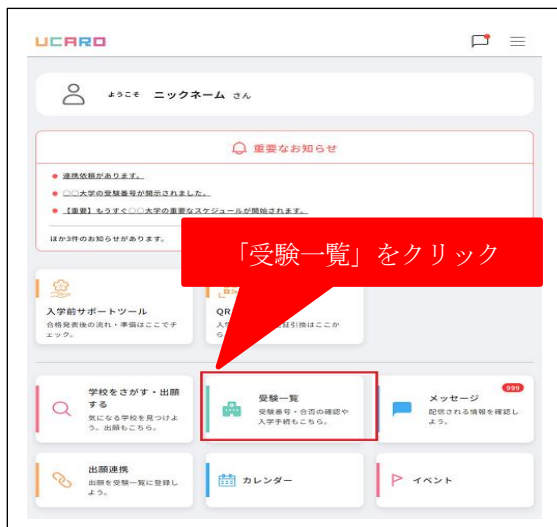 UCARO
ようこそ ニックネーム さん
重要なお知らせ
連携依頼があります。
○○大学の受験番号が開示されました。
【重要】もうすぐ○○大学の重要なスケジュールが開始されます。
ほか3件のお知らせがあります。
「受験一覧」をクリック
入学前サポートツール
合格発表後の流れ・準備はここでチ
ェック。
QR
入学
証引換はここか
ら
学校をさがす・出願
する
気になる学校を見つけよ
う。出願もこちら。
受験一覧
受験番号・合否の確認や
入学手続もこちら。
999
メッセージ
配信される情報を確認し
よう。
出願連携
出願を受験一覧に登録し
よう。
カレンダー
イベント